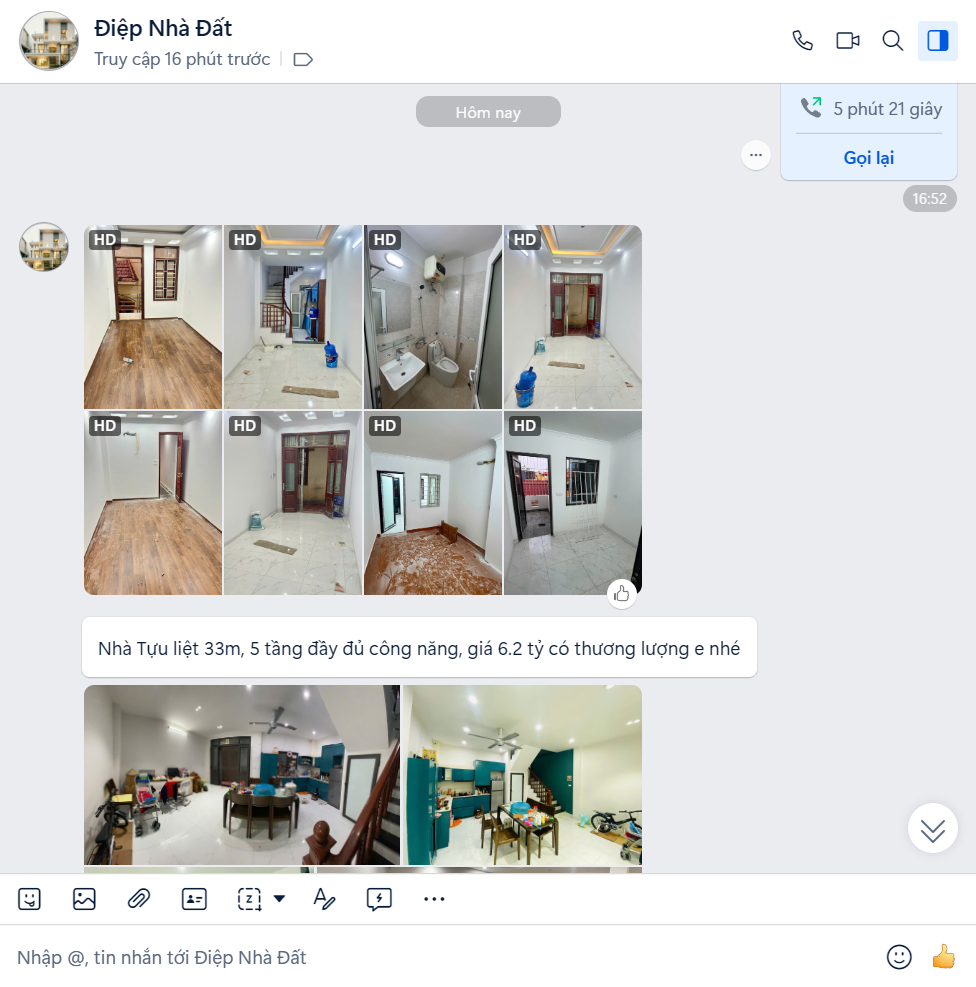 Điệp Nhà Đất
Truy cập 16 phút trước
5 phút 21 giây
Hôm nay
Gọi lại
16:52
HD HD HD HD
HD HD HD HD
Nhà Tựu liệt 33m, 5 tầng đầy đủ công năng, giá 6.2 tỷ có thương lượng e nhé
Nhập @, tin nhắn tới Điệp Nhà Đất